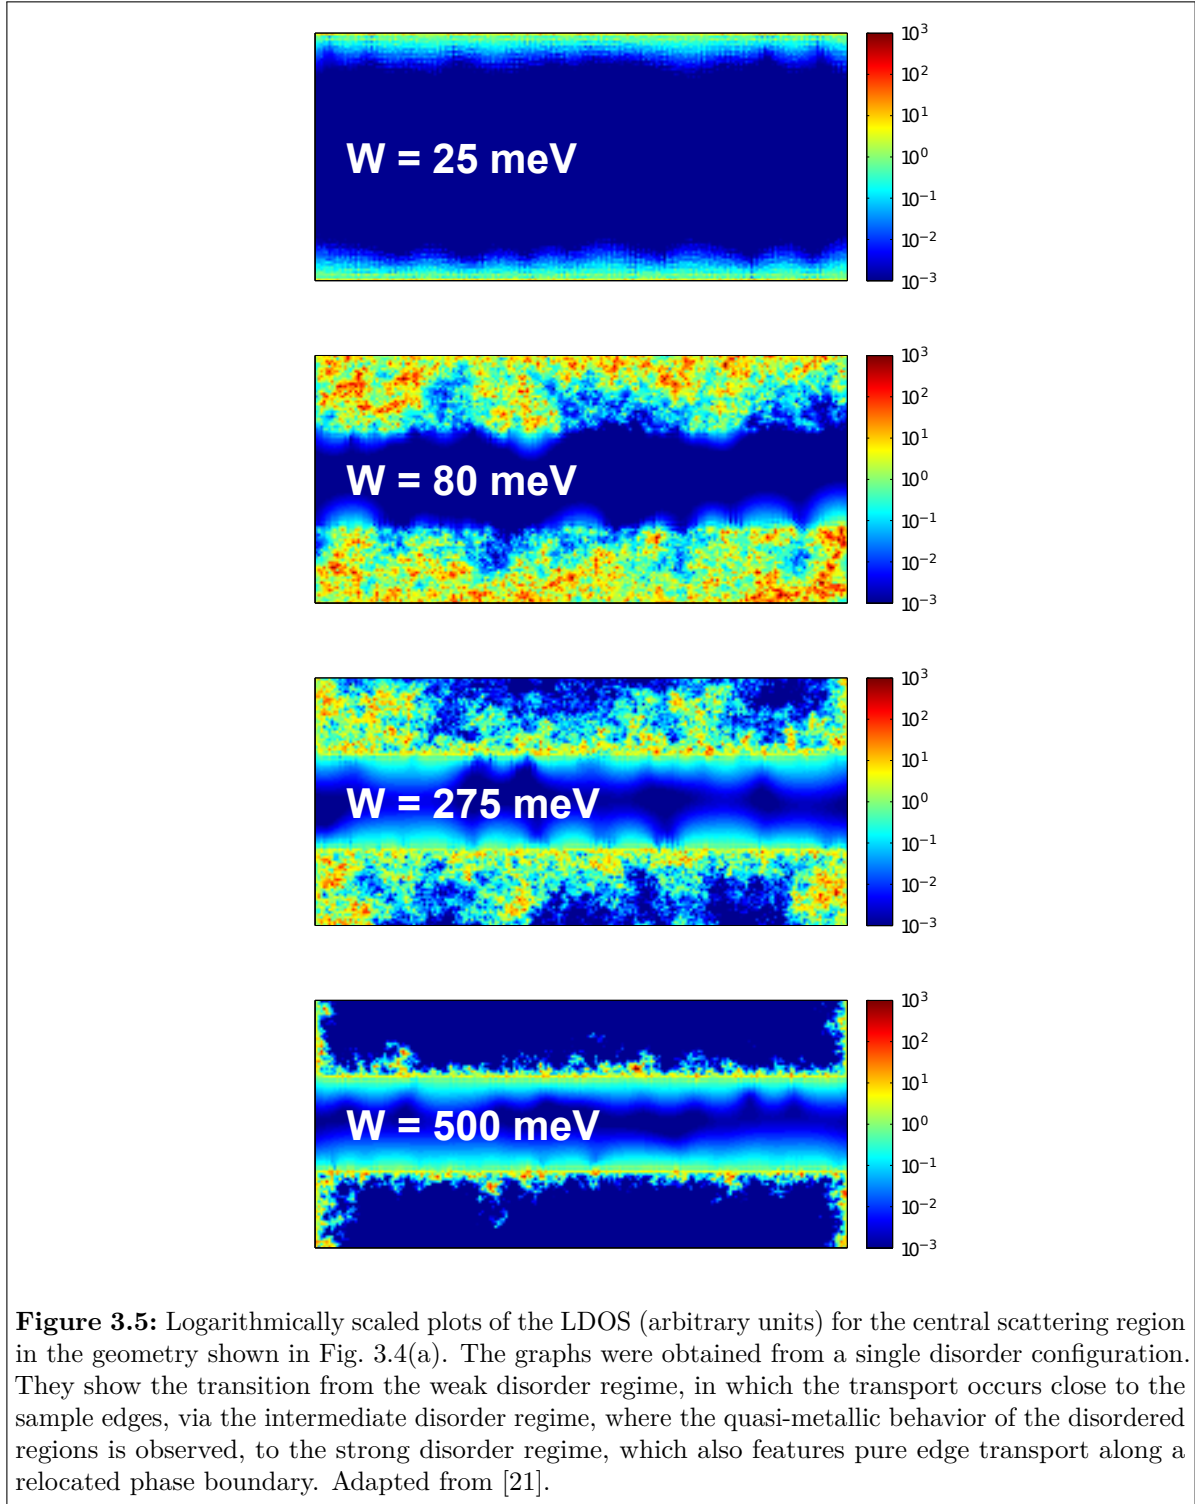 10³
10²
10¹
10⁰
10⁻¹
10⁻²
10⁻³
W = 25 meV
10³
10²
10¹
10⁰
10⁻¹
10⁻²
10⁻³
W = 80 meV
10³
10²
10¹
10⁰
10⁻¹
10⁻²
10⁻³
W = 275 meV
10³
10²
10¹
10⁰
10⁻¹
10⁻²
10⁻³
W = 500 meV
Figure 3.5: Logarithmically scaled plots of the LDOS (arbitrary units) for the central scattering region
in the geometry shown in Fig. 3.4(a). The graphs were obtained from a single disorder configuration.
They show the transition from the weak disorder regime, in which the transport occurs close to the
sample edges, via the intermediate disorder regime, where the quasi-metallic behavior of the disordered
regions is observed, to the strong disorder regime, which also features pure edge transport along a
relocated phase boundary. Adapted from [21].